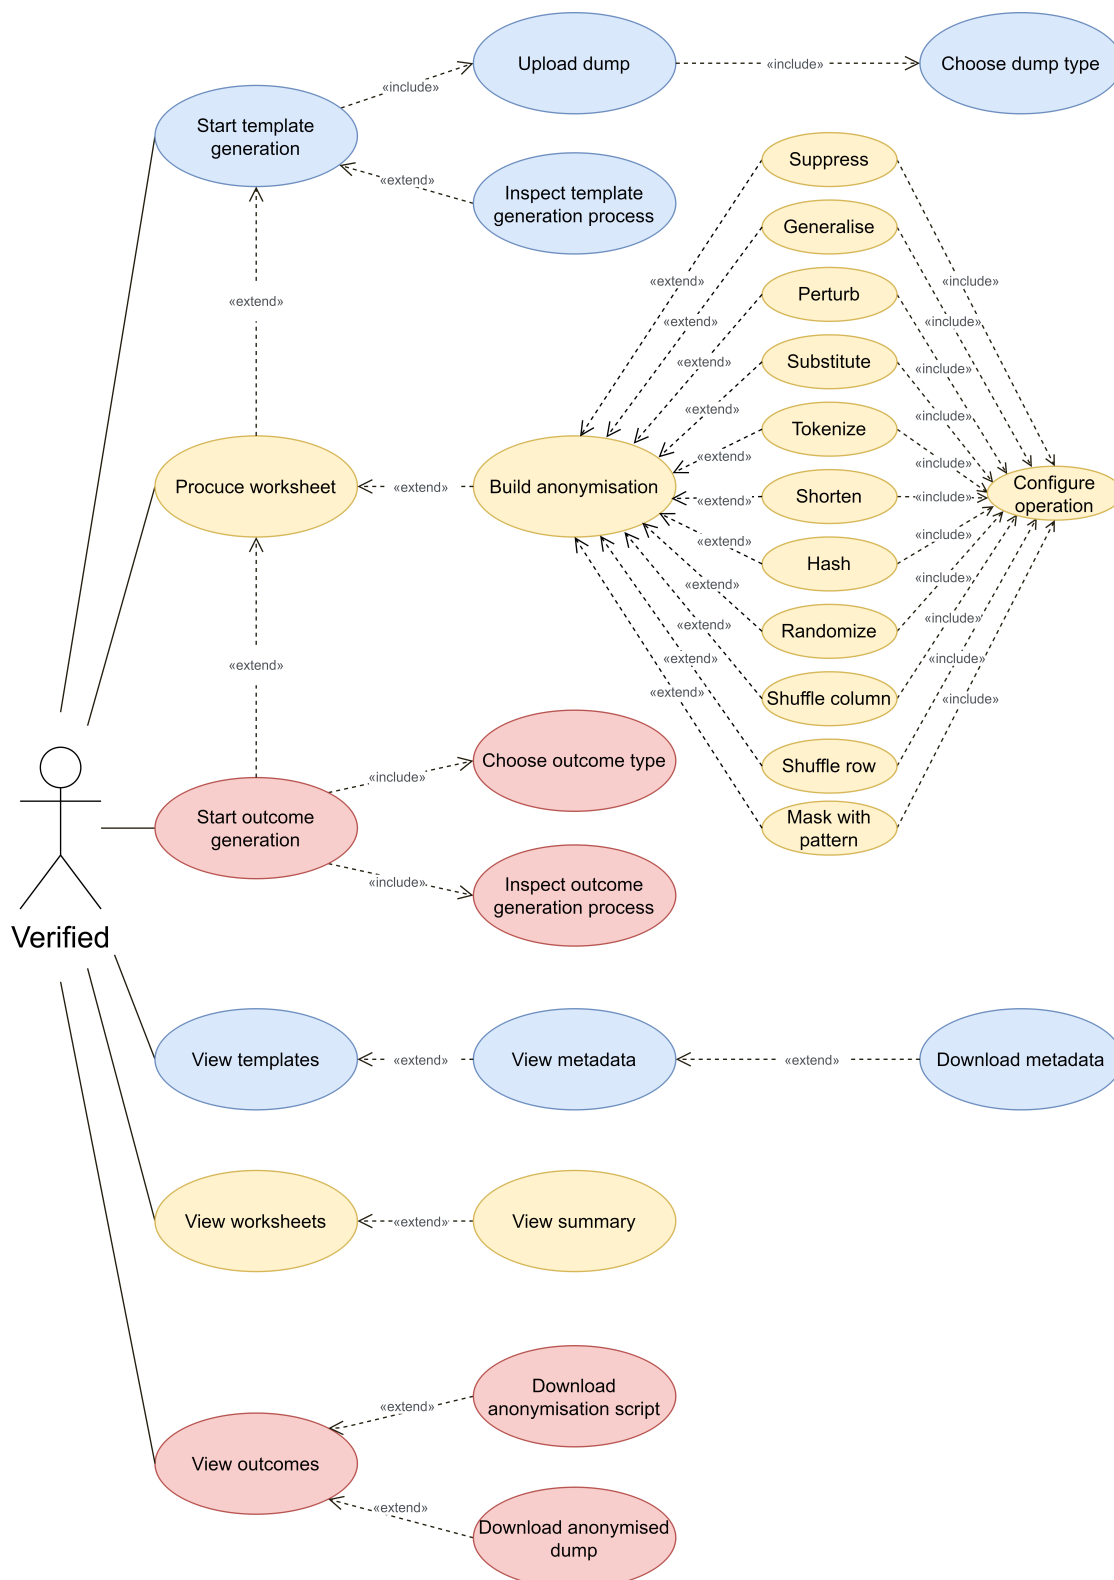 Upload dump
«include»
Choose dump type
«include»
Start template
generation
«extend»
Inspect template
generation process
Suppress
Generalise
Perturb
Substitute
Tokenize
Shorten
Hash
Randomize
Shuffle column
Shuffle row
Mask with
pattern
«extend»
«extend»
«extend»
«extend»
«extend»
«extend»
«extend»
«extend»
«extend»
«extend»
«extend»
«include»
«include»
«include»
«include»
«include»
«include»
«include»
«include»
«include»
«include»
«include»
Configure
operation
«extend»
Procuce worksheet
«extend»
Build anonymisation
«extend»
Choose outcome type
«include»
Start outcome
generation
«include»
Inspect outcome
generation process
Verified
View templates
«extend»
View metadata
«extend»
Download metadata
View worksheets
«extend»
View summary
Download
anonymisation script
«extend»
View outcomes
«extend»
Download anonymised
dump